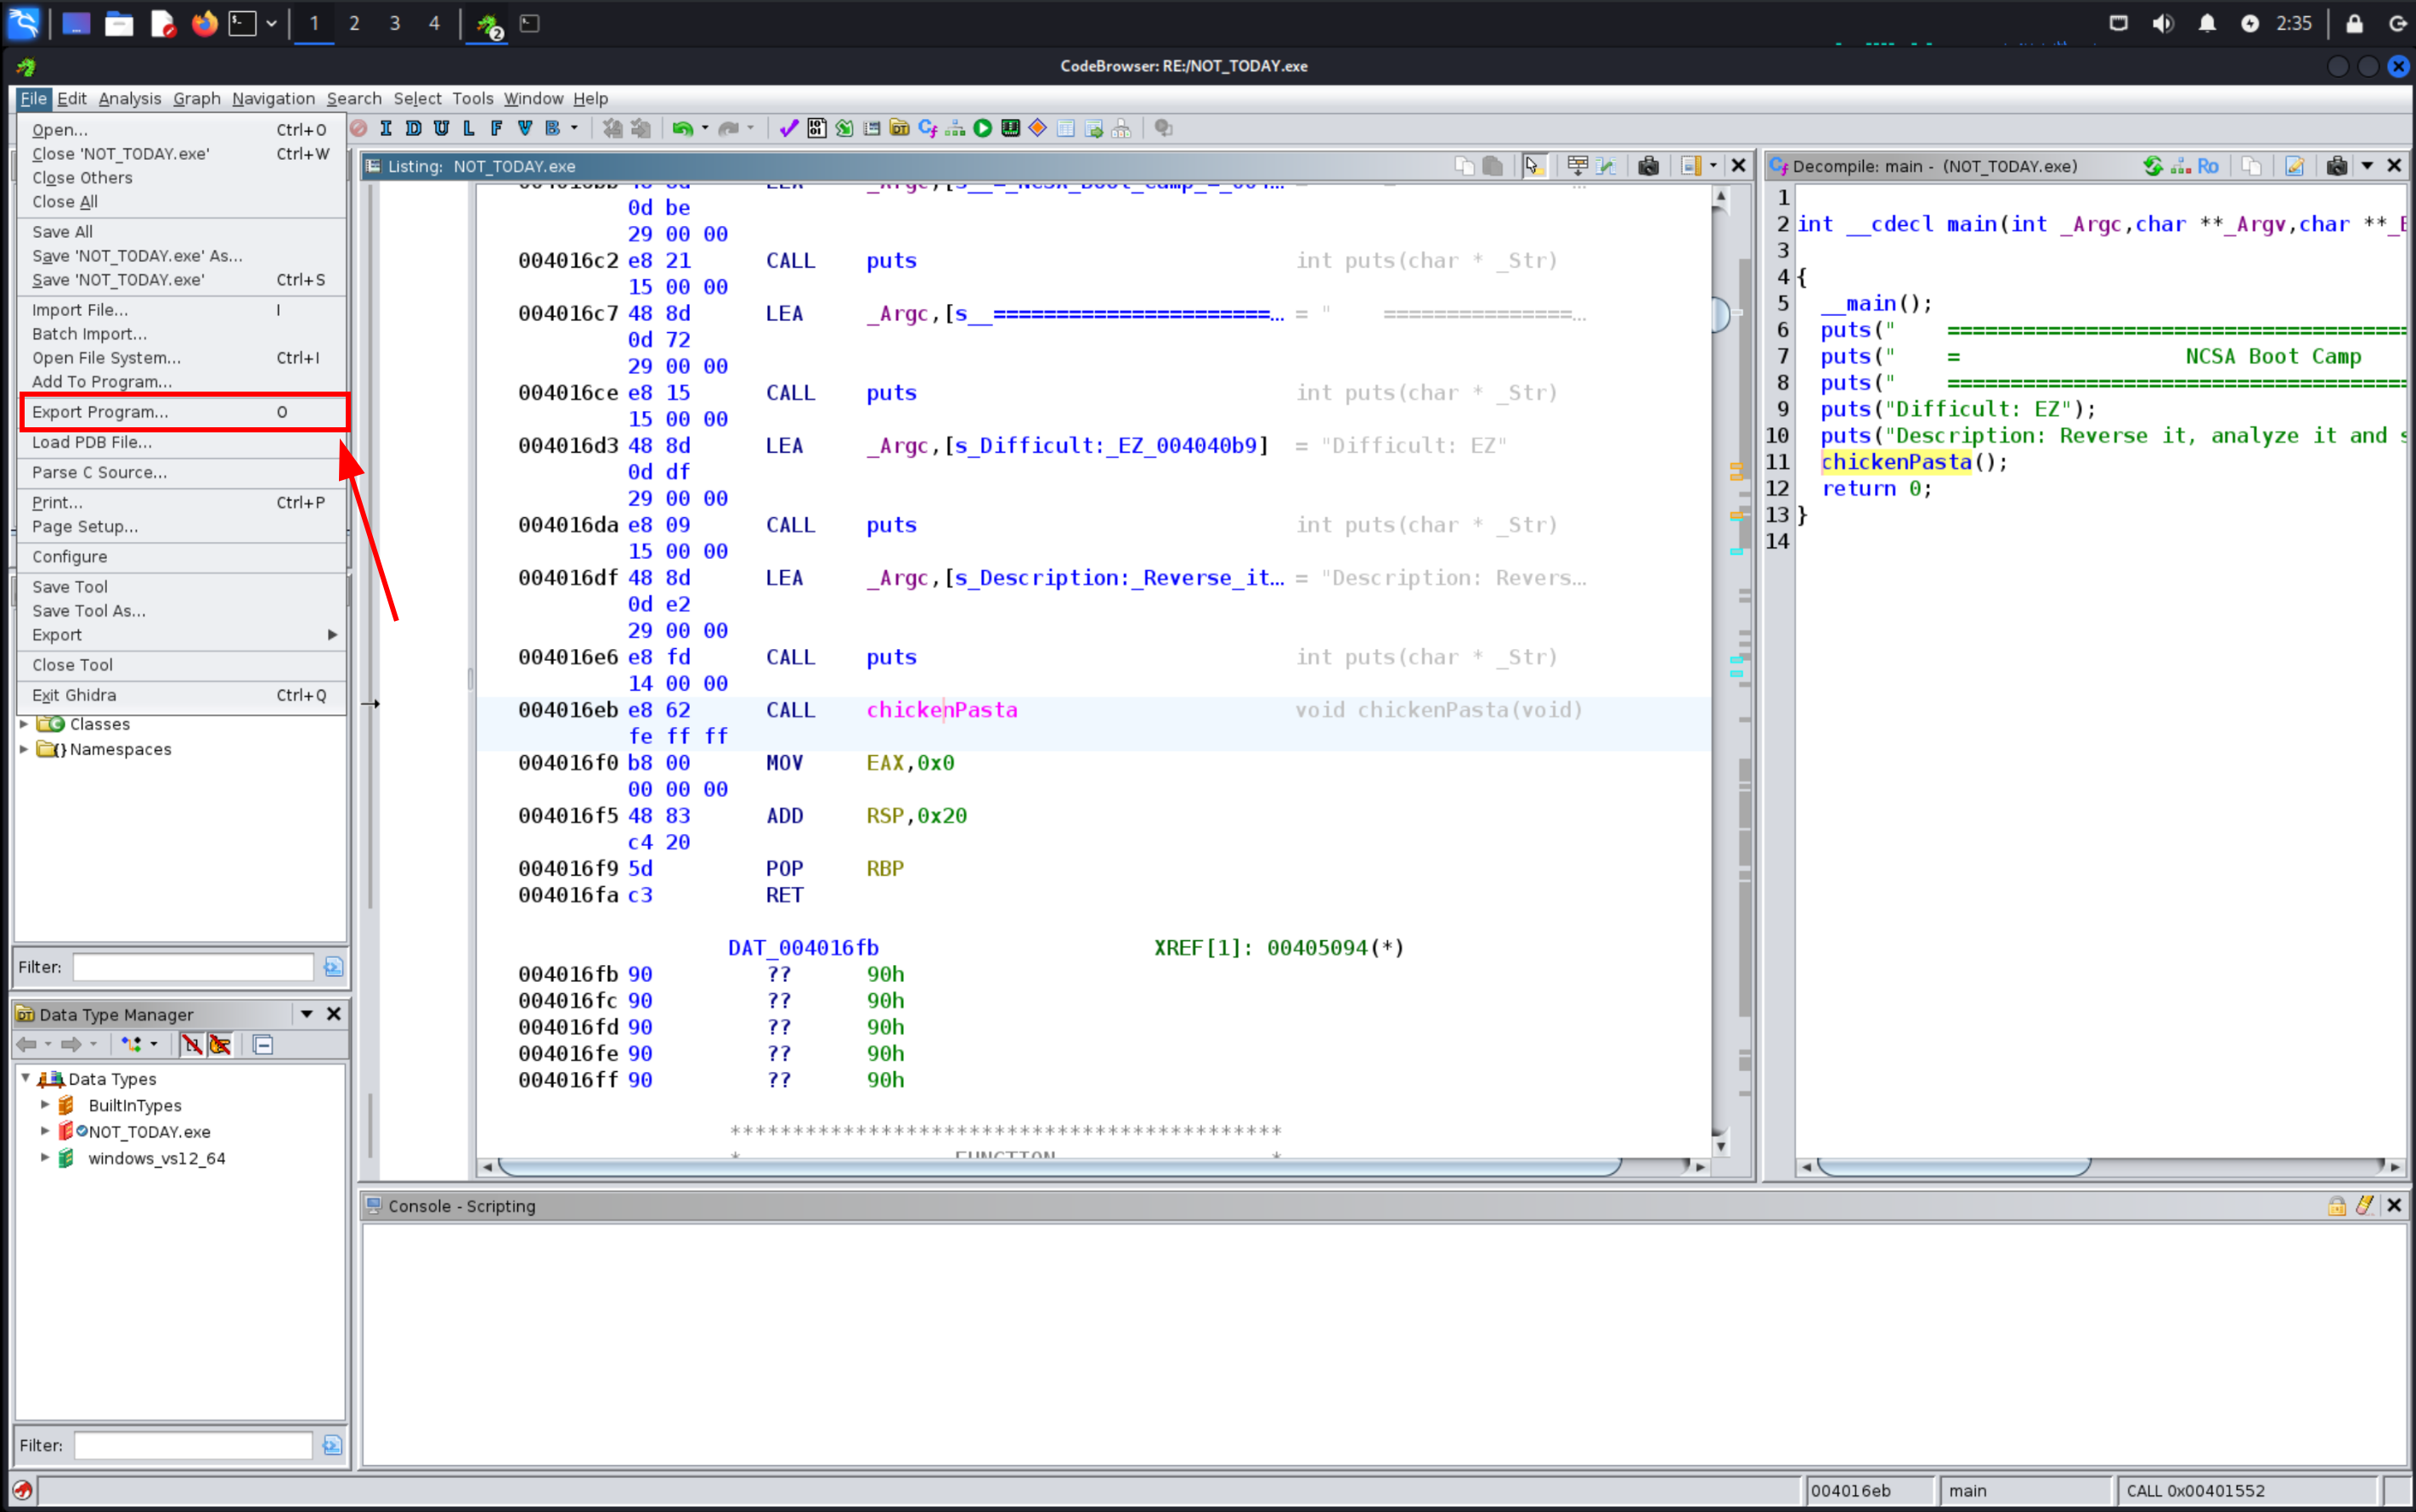 1 2 3 4 2 2:35
CodeBrowser: RE:/NOT_TODAY.exe
File Edit Analysis Graph Navigation Search Select Tools Window Help
I D U L F V B
Open... Ctrl+O
Close 'NOT_TODAY.exe' Ctrl+W
Close Others
Close All
Save All
Save 'NOT_TODAY.exe' As...
Save 'NOT_TODAY.exe' Ctrl+S
Import File... I
Batch Import...
Open File System... Ctrl+I
Add To Program...
Export Program... O
Load PDB File...
Parse C Source...
Print... Ctrl+P
Page Setup...
Configure
Save Tool
Save Tool As...
Export
Close Tool
Exit Ghidra Ctrl+Q
Classes
Namespaces
Filter:
Data Type Manager
Data Types
BuiltInTypes
NOT_TODAY.exe
windows_vs12_64
Filter:
Listing: NOT_TODAY.exe
0d be
29 00 00
004016c2 e8 21 CALL puts int puts(char * _Str)
15 00 00
004016c7 48 8d LEA _Argc,[s__======================... = " ===============...
0d 72
29 00 00
004016ce e8 15 CALL puts int puts(char * _Str)
15 00 00
004016d3 48 8d LEA _Argc,[s_Difficult:_EZ_004040b9] = "Difficult: EZ"
0d df
29 00 00
004016da e8 09 CALL puts int puts(char * _Str)
15 00 00
004016df 48 8d LEA _Argc,[s_Description:_Reverse_it... = "Description: Revers...
0d e2
29 00 00
004016e6 e8 fd CALL puts int puts(char * _Str)
14 00 00
004016eb e8 62 CALL chickenPasta void chickenPasta(void)
fe ff ff
004016f0 b8 00 MOV EAX,0x0
00 00 00
004016f5 48 83 ADD RSP,0x20
c4 20
004016f9 5d POP RBP
004016fa c3 RET
DAT_004016fb XREF[1]: 00405094(*)
004016fb 90 ?? 90h
004016fc 90 ?? 90h
004016fd 90 ?? 90h
004016fe 90 ?? 90h
004016ff 90 ?? 90h
********************************************
* FUNCTION *
Decompile: main - (NOT_TODAY.exe) Ro
1
2 int __cdecl main(int _Argc,char **_Argv,char **_E
3
4 {
5 __main();
6 puts(" =====================================
7 puts(" = NCSA Boot Camp
8 puts(" =====================================
9 puts("Difficult: EZ");
10 puts("Description: Reverse it, analyze it and s
11 chickenPasta();
12 return 0;
13 }
14
Console - Scripting
004016eb main CALL 0x00401552